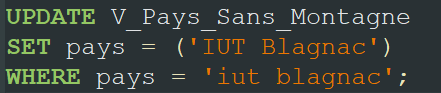 UPDATE V_Pays_Sans_Montagne
SET pays = ('IUT Blagnac')
WHERE pays = 'iut blagnac';